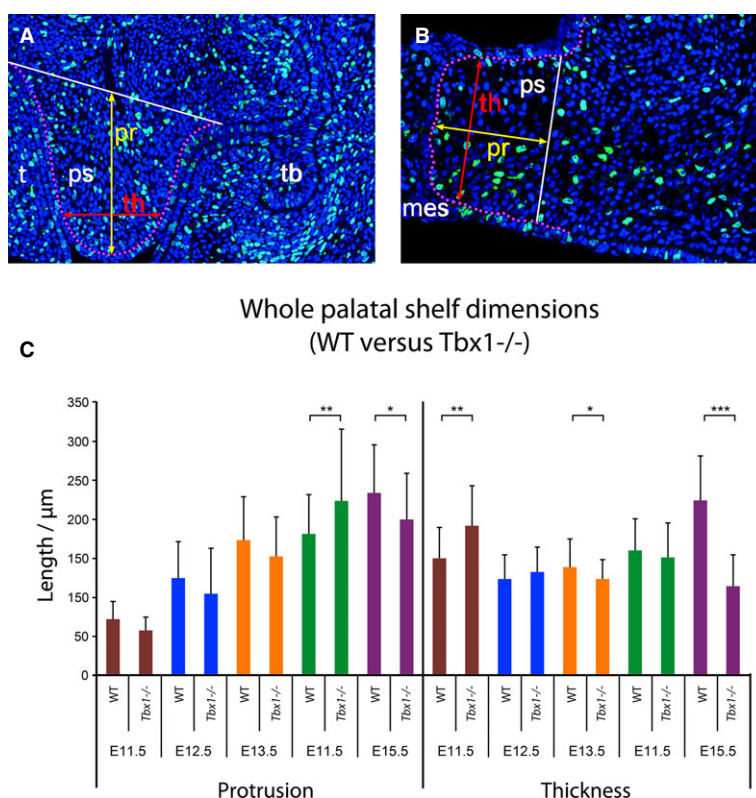 A
pr
t
ps
tb
th
B
ps
th
pr
mes
Whole palatal shelf dimensions
(WT versus Tbx1-/-)
C
Length / μm
350
300
250
200
150
150
50
0
** * ** * ***
WT Tbx1-/- WT Tbx1-/- WT Tbx1-/- WT Tbx1-/- WT Tbx1-/- WT Tbx1-/- WT Tbx1-/- WT Tbx1-/- WT Tbx1-/- WT Tbx1-/-
E11.5 E12.5 E13.5 E11.5 E15.5 E11.5 E12.5 E13.5 E11.5 E15.5
Protrusion Thickness